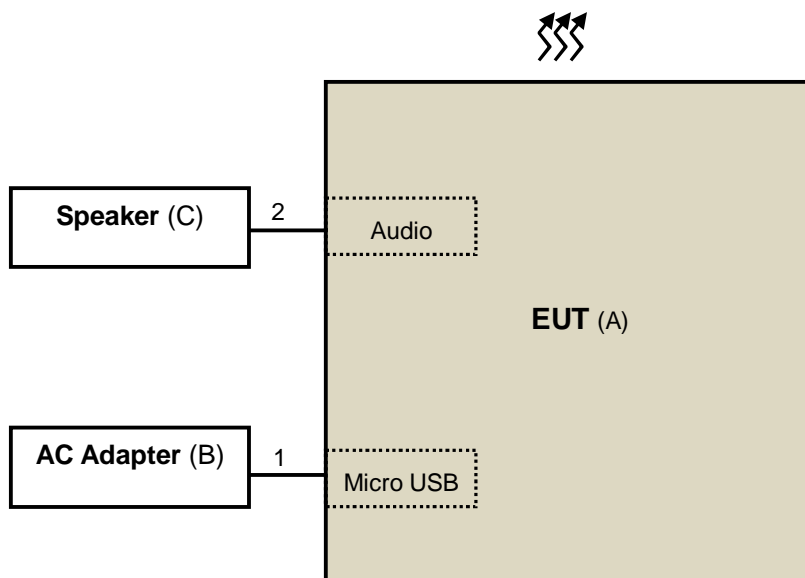 Speaker (C)
2
Audio
EUT (A)
AC Adapter (B)
1
Micro USB